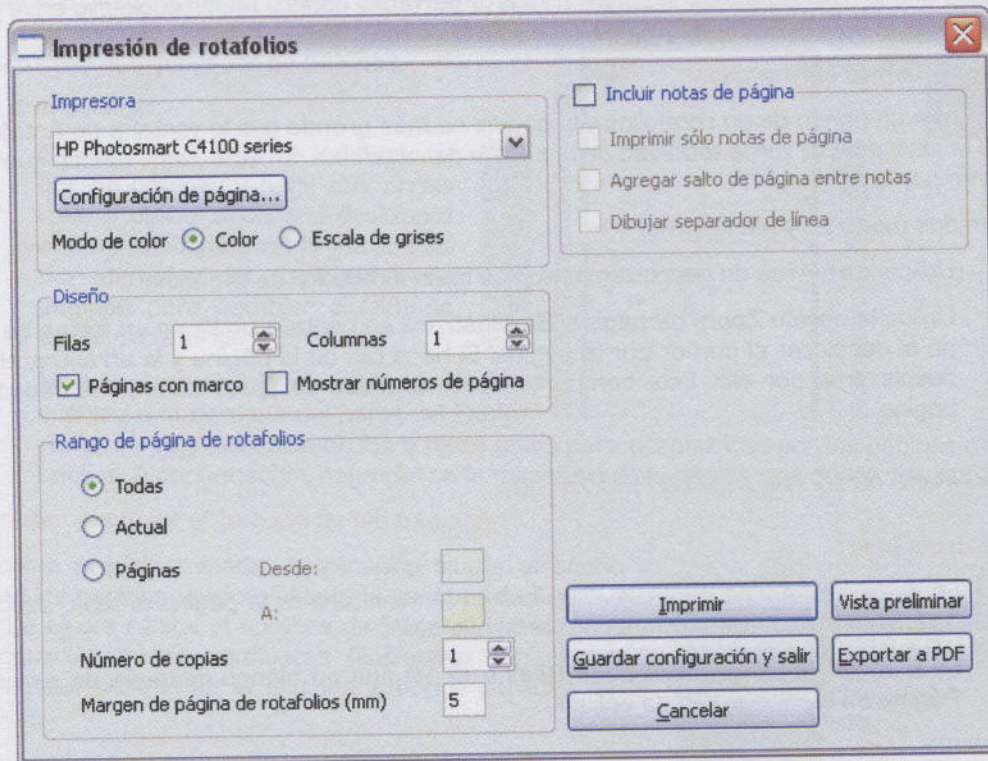 Impresión de rotafolios
Impresora
HP Photosmart C4100 series
Configuración de página...
Modo de color Color Escala de grises
Incluir notas de página
Imprimir sólo notas de página
Agregar salto de página entre notas
Dibujar separador de línea
Diseño
Filas 1 Columnas 1
Páginas con marco Mostrar números de página
Rango de página de rotafolios
Todas
Actual
Páginas Desde:
A:
Número de copias 1
Margen de página de rotafolios (mm) 5
Imprimir Vista preliminar
Guardar configuración y salir Exportar a PDF
Cancelar